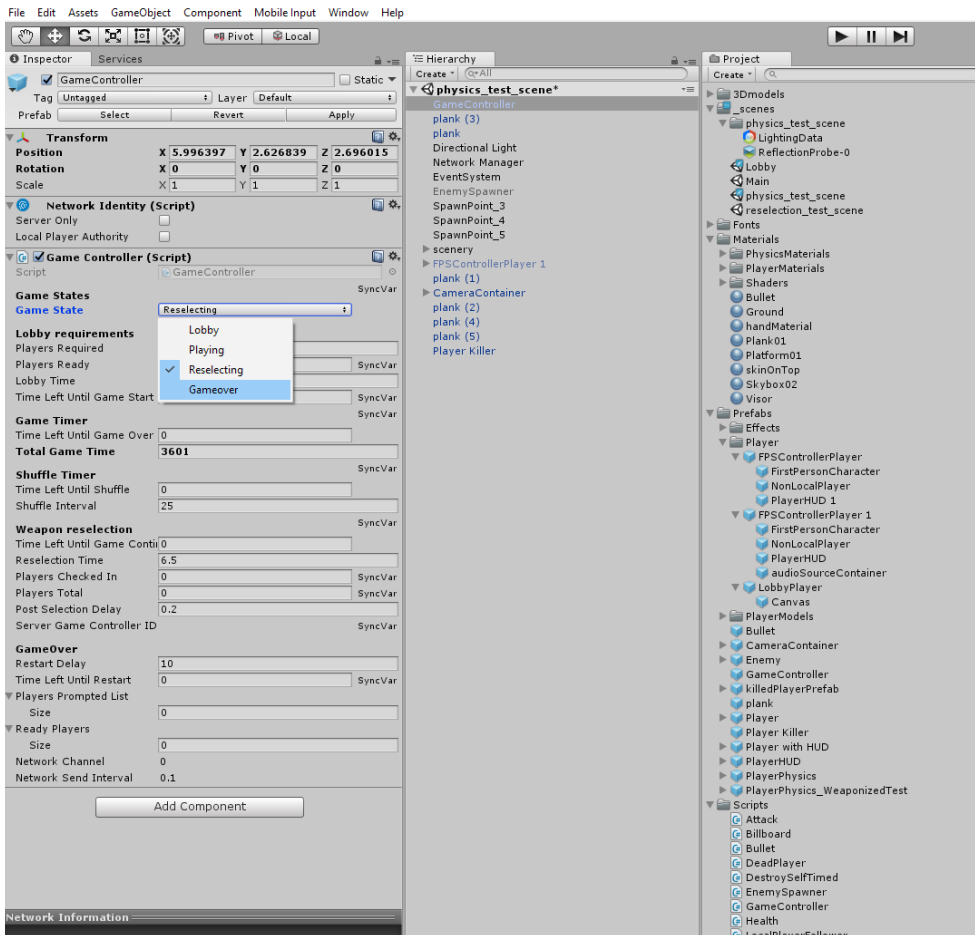 File Edit Assets GameObject Component Mobile Input Window Help
Pivot Local
Inspector Services
GameController Static
Tag Untagged Layer Default
Prefab Select Revert Apply
Transform
Position X 5.996397 Y 2.626839 Z 2.696015
Rotation X 0 Y 0 Z 0
Scale X 1 Y 1 Z 1
Network Identity (Script)
Server Only
Local Player Authority
Game Controller (Script)
Script GameController
SyncVar
Game States
Game State Reselecting
Lobby
Playing
Reselecting
Gameover
Lobby requirements
Players Required
Players Ready SyncVar
Lobby Time
Time Left Until Game Start SyncVar
SyncVar
Game Timer
Time Left Until Game Over 0
Total Game Time 3601
SyncVar
Shuffle Timer
Time Left Until Shuffle 0
Shuffle Interval 25
SyncVar
Weapon reselection
Time Left Until Game Conti 0
Reselection Time 6.5
Players Checked In 0 SyncVar
Players Total 0 SyncVar
Post Selection Delay 0.2
Server Game Controller ID SyncVar
GameOver
Restart Delay 10
Time Left Until Restart 0 SyncVar
Players Prompted List
Size 0
Ready Players
Size 0
Network Channel 0
Network Send Interval 0.1
Add Component
Network Information
Hierarchy
Create All
physics_test_scene*
GameController
plank (3)
plank
Directional Light
Network Manager
EventSystem
EnemySpawner
SpawnPoint_3
SpawnPoint_4
SpawnPoint_5
scenery
FPSControllerPlayer 1
plank (1)
CameraContainer
plank (2)
plank (4)
plank (5)
Player Killer
Project
Create
3Dmodels
_scenes
physics_test_scene
LightingData
ReflectionProbe-0
Lobby
Main
physics_test_scene
reselection_test_scene
Fonts
Materials
PhysicsMaterials
PlayerMaterials
Shaders
Bullet
Ground
handMaterial
Plank01
Platform01
skinOnTop
Skybox02
Visor
Prefabs
Effects
Player
FPSControllerPlayer
FirstPersonCharacter
NonLocalPlayer
PlayerHUD 1
FPSControllerPlayer 1
FirstPersonCharacter
NonLocalPlayer
PlayerHUD
audioSourceContainer
LobbyPlayer
Canvas
PlayerModels
Bullet
CameraContainer
Enemy
GameController
killedPlayerPrefab
plank
Player
Player Killer
Player with HUD
PlayerHUD
PlayerPhysics
PlayerPhysics_WeaponizedTest
Scripts
Attack
Billboard
Bullet
DeadPlayer
DestroySelfTimed
EnemySpawner
GameController
Health
LocalPlayerFollower